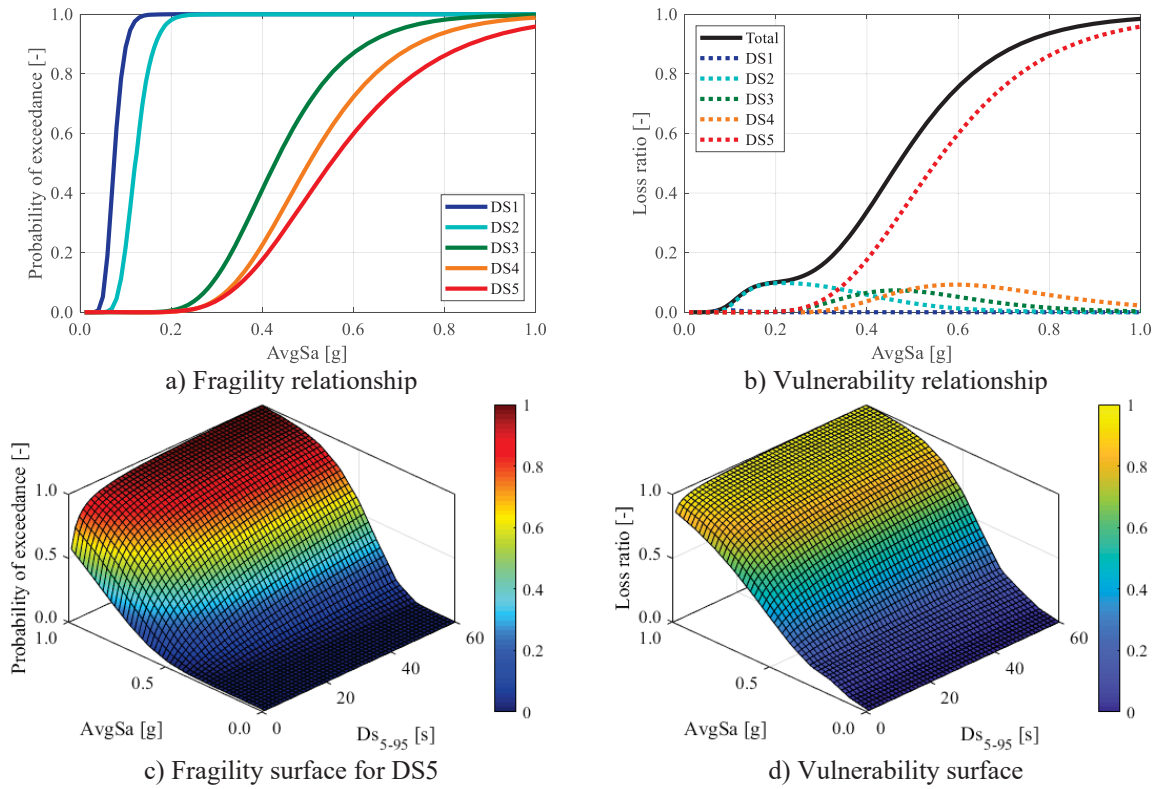 Probability of exceedance [-]
1.0
0.8
0.6
0.4
0.2
0.0
0.0 0.2 0.4 0.6 0.8 1.0
AvgSa [g]
DS1
DS2
DS3
DS4
DS5
a) Fragility relationship
Loss ratio [-]
1.0
0.8
0.6
0.4
0.2
0.0
0.0 0.2 0.4 0.6 0.8 1.0
AvgSa [g]
Total
DS1
DS2
DS3
DS4
DS5
b) Vulnerability relationship
Probability of exceedance [-]
1.0
0.5
0.0
1.0
0.5
0.0
AvgSa [g]
0
20
40
60
Ds5-95 [s]
1
0.8
0.6
0.4
0.2
0
c) Fragility surface for DS5
Loss ratio [-]
1.0
0.5
0.0
1.0
0.5
0.0
AvgSa [g]
0
20
40
60
Ds5-95 [s]
1
0.8
0.6
0.4
0.2
0
d) Vulnerability surface